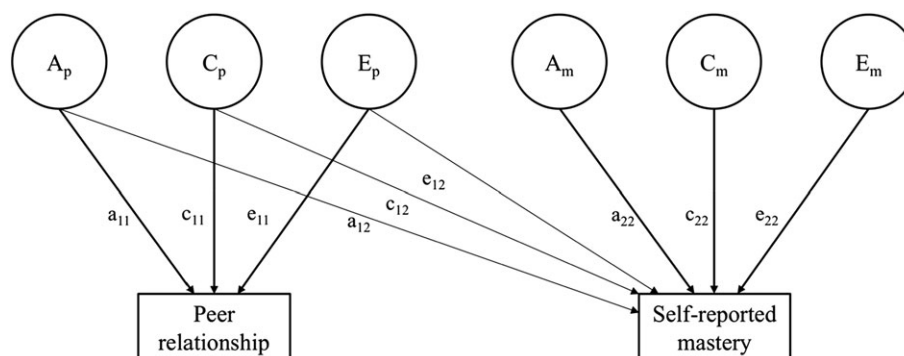 Aₚ Cₚ Eₚ Aₘ Cₘ Eₘ
e₁₂
a₁₁ c₁₁ e₁₁ a₁₂ c₁₂ a₂₂ c₂₂ e₂₂
Peer
relationship
Self-reported
mastery